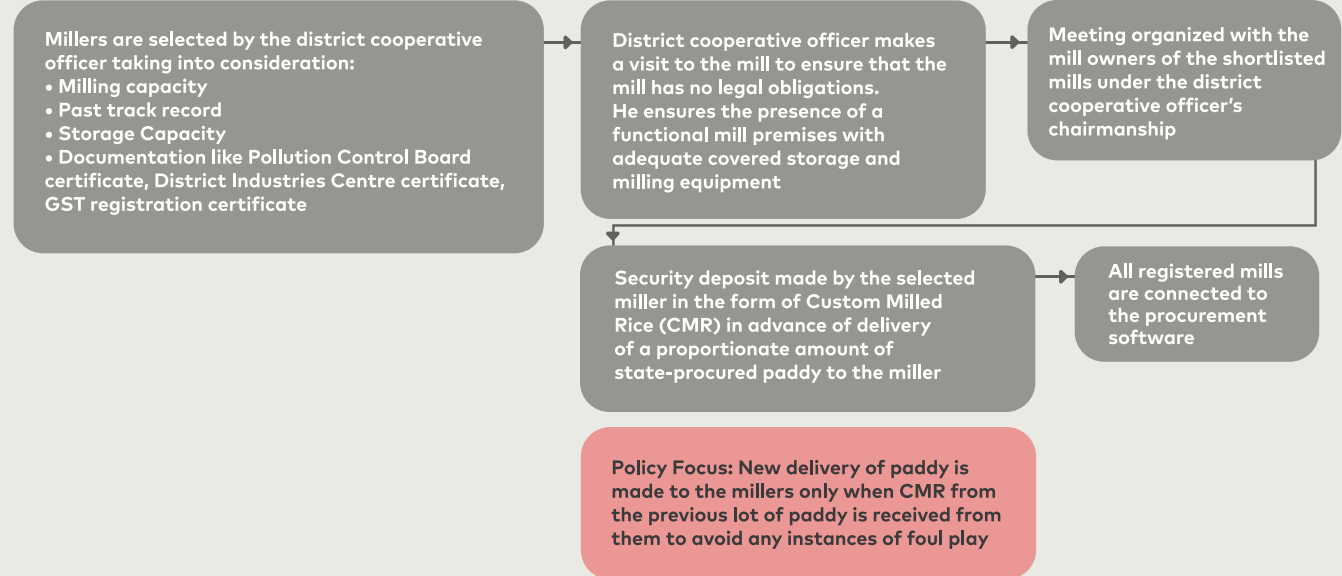 Millers are selected by the district cooperative
officer taking into consideration:
• Milling capacity
• Past track record
• Storage Capacity
• Documentation like Pollution Control Board
certificate, District Industries Centre certificate,
GST registration certificate
District cooperative officer makes
a visit to the mill to ensure that the
mill has no legal obligations.
He ensures the presence of a
functional mill premises with
adequate covered storage and
milling equipment
Meeting organized with the
mill owners of the shortlisted
mills under the district
cooperative officer's
chairmanship
Security deposit made by the selected
miller in the form of Custom Milled
Rice (CMR) in advance of delivery
of a proportionate amount of
state-procured paddy to the miller
All registered mills
are connected to
the procurement
software
Policy Focus: New delivery of paddy is
made to the millers only when CMR from
the previous lot of paddy is received from
them to avoid any instances of foul play